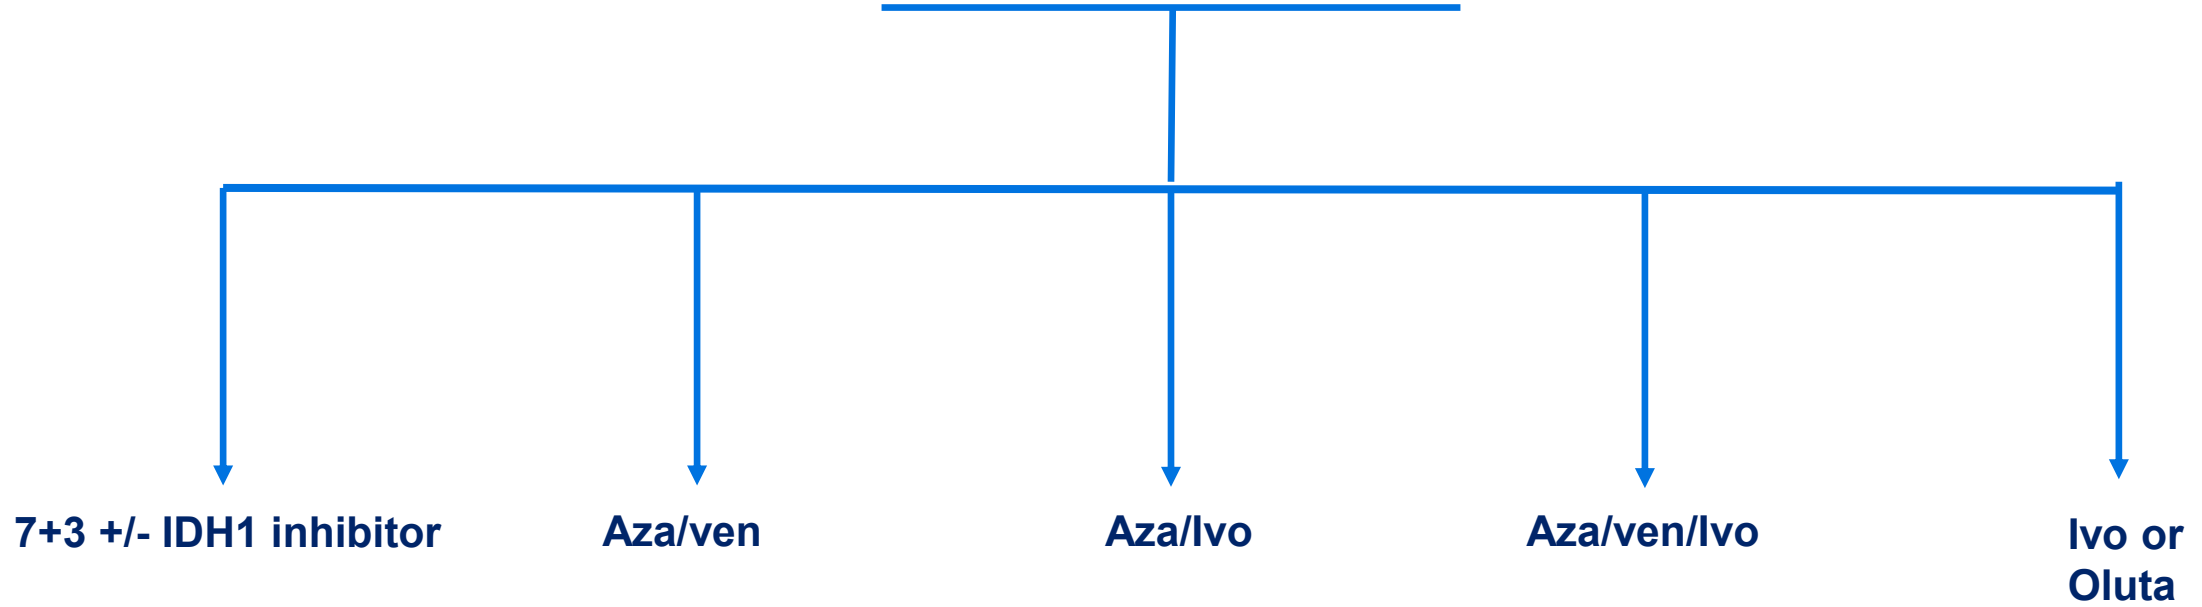 7+3 +/- IDH1 inhibitor
Aza/ven
Aza/Ivo
Aza/ven/Ivo
Ivo or
Oluta